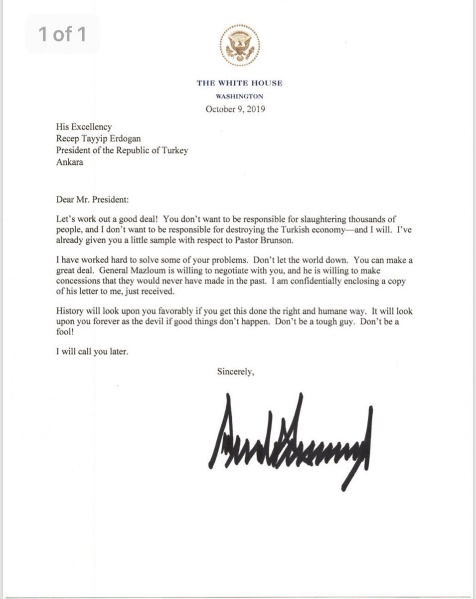 1 of 1
THE WHITE HOUSE
WASHINGTON
October 9, 2019
His Excellency
Recep Tayyip Erdogan
President of the Republic of Turkey
Ankara
Dear Mr. President:
Let's work out a good deal! You don't want to be responsible for slaughtering thousands of
people, and I don't want to be responsible for destroying the Turkish economy—and I will. I've
already given you a little sample with respect to Pastor Brunson.
I have worked hard to solve some of your problems. Don't let the world down. You can make a
great deal. General Mazloum is willing to negotiate with you, and he is willing to make
concessions that they would never have made in the past. I am confidentially enclosing a copy
of his letter to me, just received.
History will look upon you favorably if you get this done the right and humane way. It will look
upon you forever as the devil if good things don't happen. Don't be a tough guy. Don't be a
fool!
I will call you later.
Sincerely,